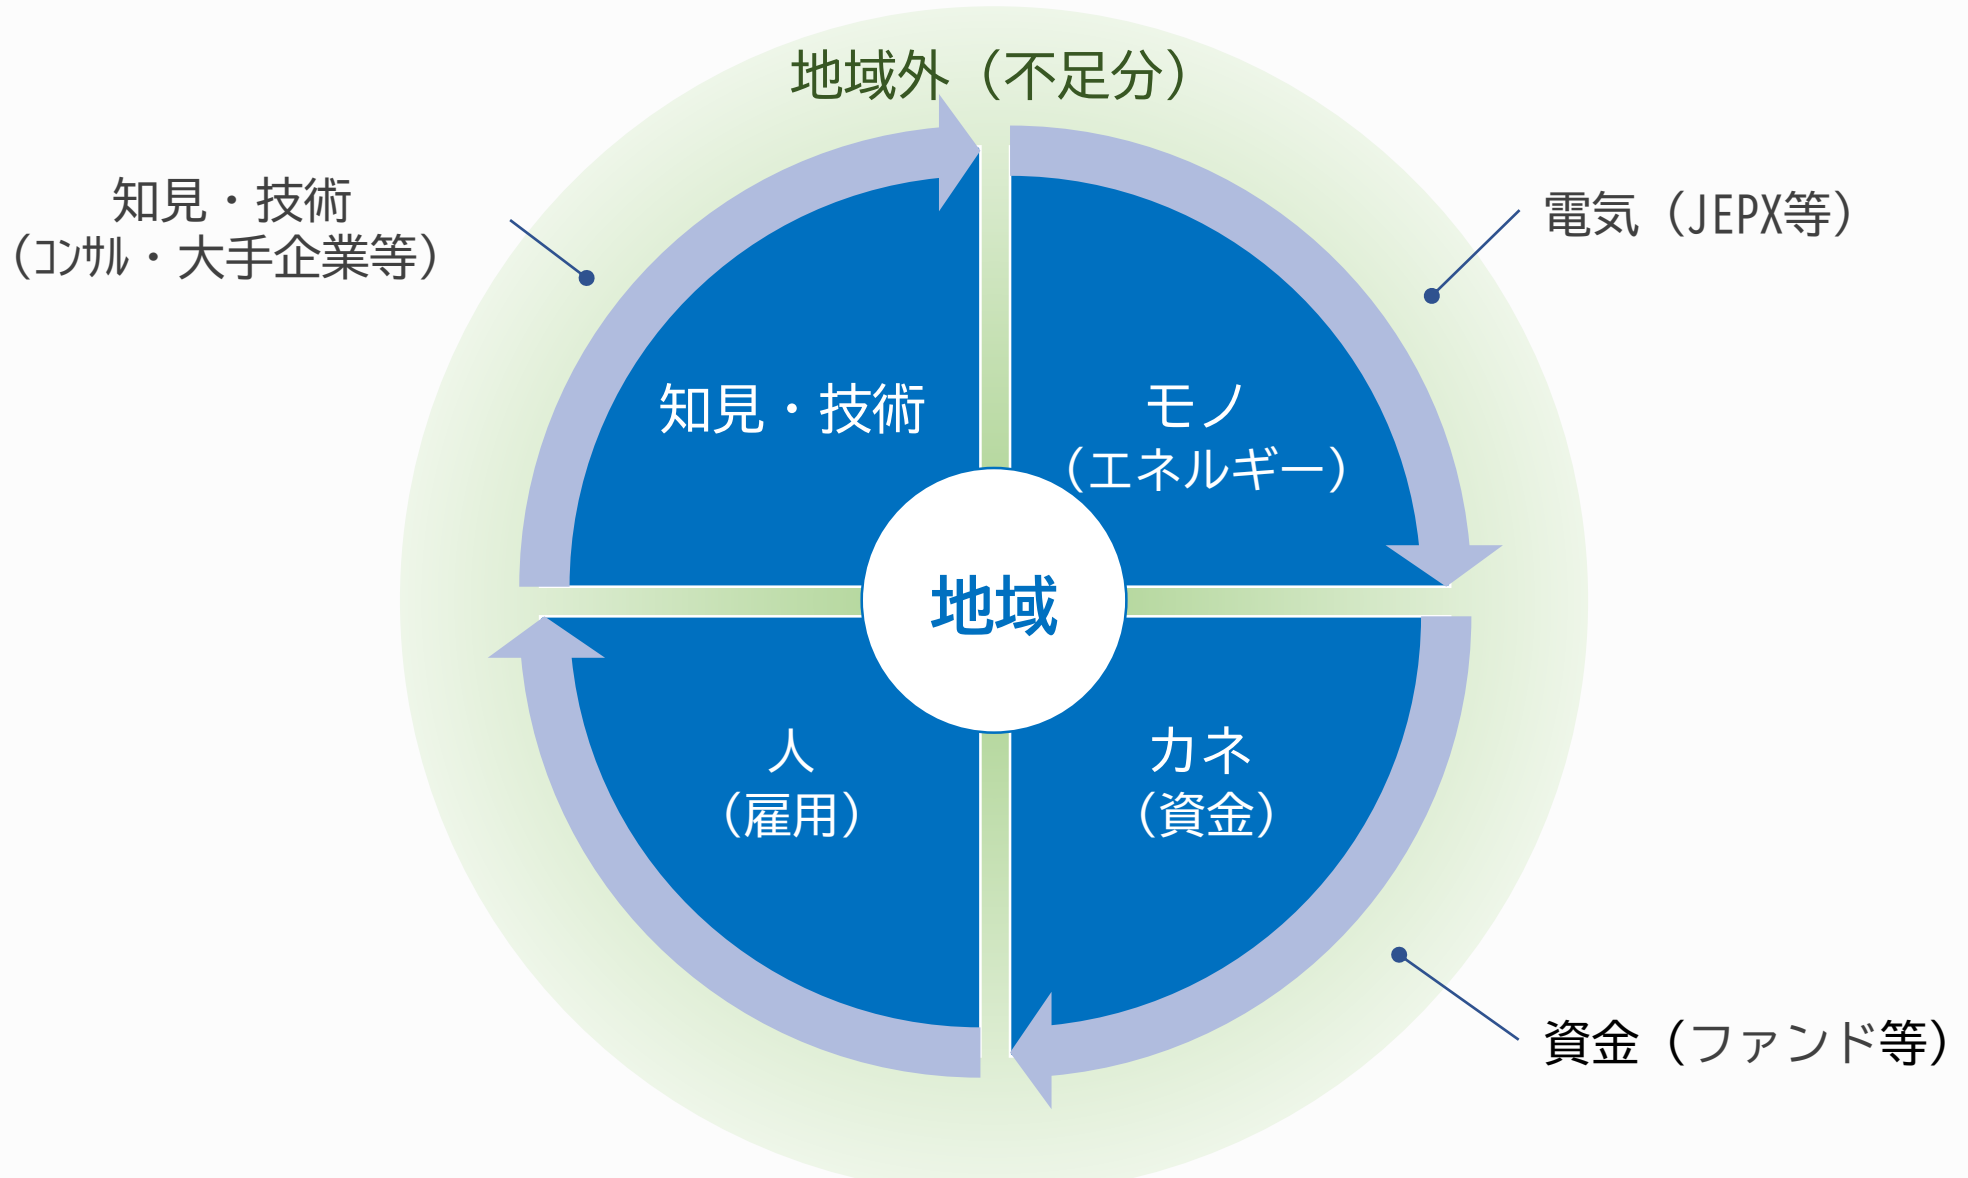 地域外（不足分）
知見・技術
（ｺﾝｻﾙ・大手企業等）
電気（JEPX等）
知見・技術
モノ
（エネルギー）
地域
人
（雇用）
カネ
（資金）
資金（ファンド等）